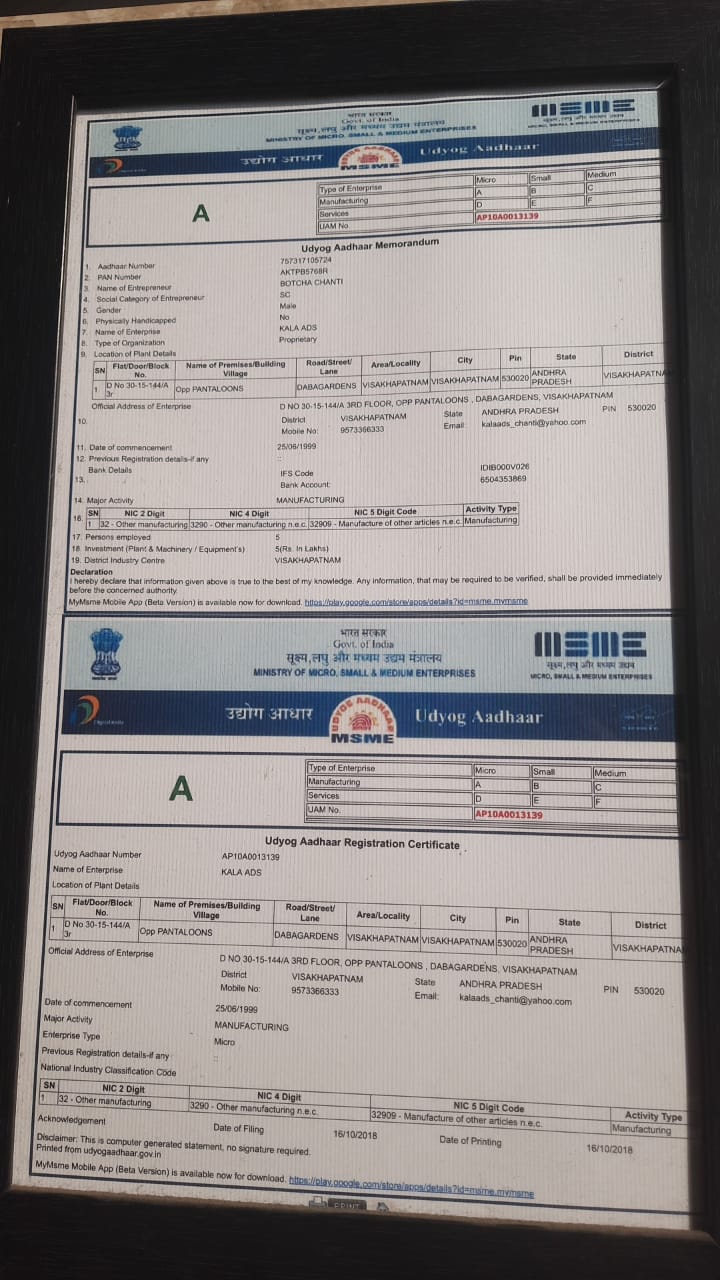 भारत सरकार
Govt. of India
सूक्ष्म, लघु और मध्यम उद्यम मंत्रालय
MINISTRY OF MICRO, SMALL & MEDIUM ENTERPRISES
MSME
MICRO, SMALL & MEDIUM ENTERPRISES
उद्योग आधार
MSME
Udyog Aadhaar
A
Type of Enterprise Micro Small Medium
Manufacturing A B C
Services D E F
UAM No. AP10A0013139
Udyog Aadhaar Memorandum
1. Aadhaar Number 757317105724
2. PAN Number AKTPB5768R
3. Name of Entrepreneur BOTCHA CHANTI
4. Social Category of Entrepreneur SC
5. Gender Male
6. Physically Handicapped No
7. Name of Enterprise KALA ADS
8. Type of Organization Proprietary
9. Location of Plant Details
SN Flat/Door/Block No. Name of Premises/Building Village Road/Street/Lane Area/Locality City Pin State District
1 D No 30-15-144/A 3r Opp PANTALOONS DABAGARDENS VISAKHAPATNAM VISAKHAPATNAM 530020 ANDHRA PRADESH VISAKHAPATNA
10. Official Address of Enterprise D NO 30-15-144/A 3RD FLOOR, OPP PANTALOONS , DABAGARDENS, VISAKHAPATNAM
District VISAKHAPATNAM State ANDHRA PRADESH PIN 530020
Mobile No: 9573366333 Email: kalaads_chanti@yahoo.com
11. Date of commencement 25/06/1999
12. Previous Registration details-if any ::
13. Bank Details IFS Code IDIB000V026
Bank Account: 6504353869
14. Major Activity MANUFACTURING
16. SN NIC 2 Digit NIC 4 Digit NIC 5 Digit Code Activity Type
1 32 - Other manufacturing 3290 - Other manufacturing n.e.c. 32909 - Manufacture of other articles n.e.c. Manufacturing
17. Persons employed 5
18. Investment (Plant & Machinery / Equipment's) 5(Rs. In Lakhs)
19. District Industry Centre VISAKHAPATNAM
Declaration
I hereby declare that information given above is true to the best of my knowledge. Any information, that may be required to be verified, shall be provided immediately
before the concerned authority.
MyMsme Mobile App (Beta Version) is available now for download. https://play.google.com/store/apps/details?id=msme.mymsme
भारत सरकार
Govt. of India
सूक्ष्म, लघु और मध्यम उद्यम मंत्रालय
MINISTRY OF MICRO, SMALL & MEDIUM ENTERPRISES
MSME
सूक्ष्म, लघु और मध्यम उद्यम
MICRO, SMALL & MEDIUM ENTERPRISES
Digital India
उद्योग आधार
UDYOG AADHAAR
MSME
Udyog Aadhaar
A
Type of Enterprise Micro Small Medium
Manufacturing A B C
Services D E F
UAM No. AP10A0013139
Udyog Aadhaar Registration Certificate
Udyog Aadhaar Number AP10A0013139
Name of Enterprise KALA ADS
Location of Plant Details
SN Flat/Door/Block No. Name of Premises/Building Village Road/Street/Lane Area/Locality City Pin State District
1 D No 30-15-144/A 3r Opp PANTALOONS DABAGARDENS VISAKHAPATNAM VISAKHAPATNAM 530020 ANDHRA PRADESH VISAKHAPATNA
Official Address of Enterprise D NO 30-15-144/A 3RD FLOOR, OPP PANTALOONS , DABAGARDENS, VISAKHAPATNAM
District VISAKHAPATNAM State ANDHRA PRADESH PIN 530020
Mobile No: 9573366333 Email: kalaads_chanti@yahoo.com
Date of commencement 25/06/1999
Major Activity MANUFACTURING
Enterprise Type Micro
Previous Registration details-if any ::
National Industry Classification Code
SN NIC 2 Digit NIC 4 Digit NIC 5 Digit Code Activity Type
1 32 - Other manufacturing 3290 - Other manufacturing n.e.c. 32909 - Manufacture of other articles n.e.c. Manufacturing
Acknowledgement Date of Filing 16/10/2018 Date of Printing 16/10/2018
Disclaimer: This is computer generated statement, no signature required.
Printed from udyogaadhaar.gov.in
MyMsme Mobile App (Beta Version) is available now for download. https://play.google.com/store/apps/details?id=msme.mymsme
PRINT